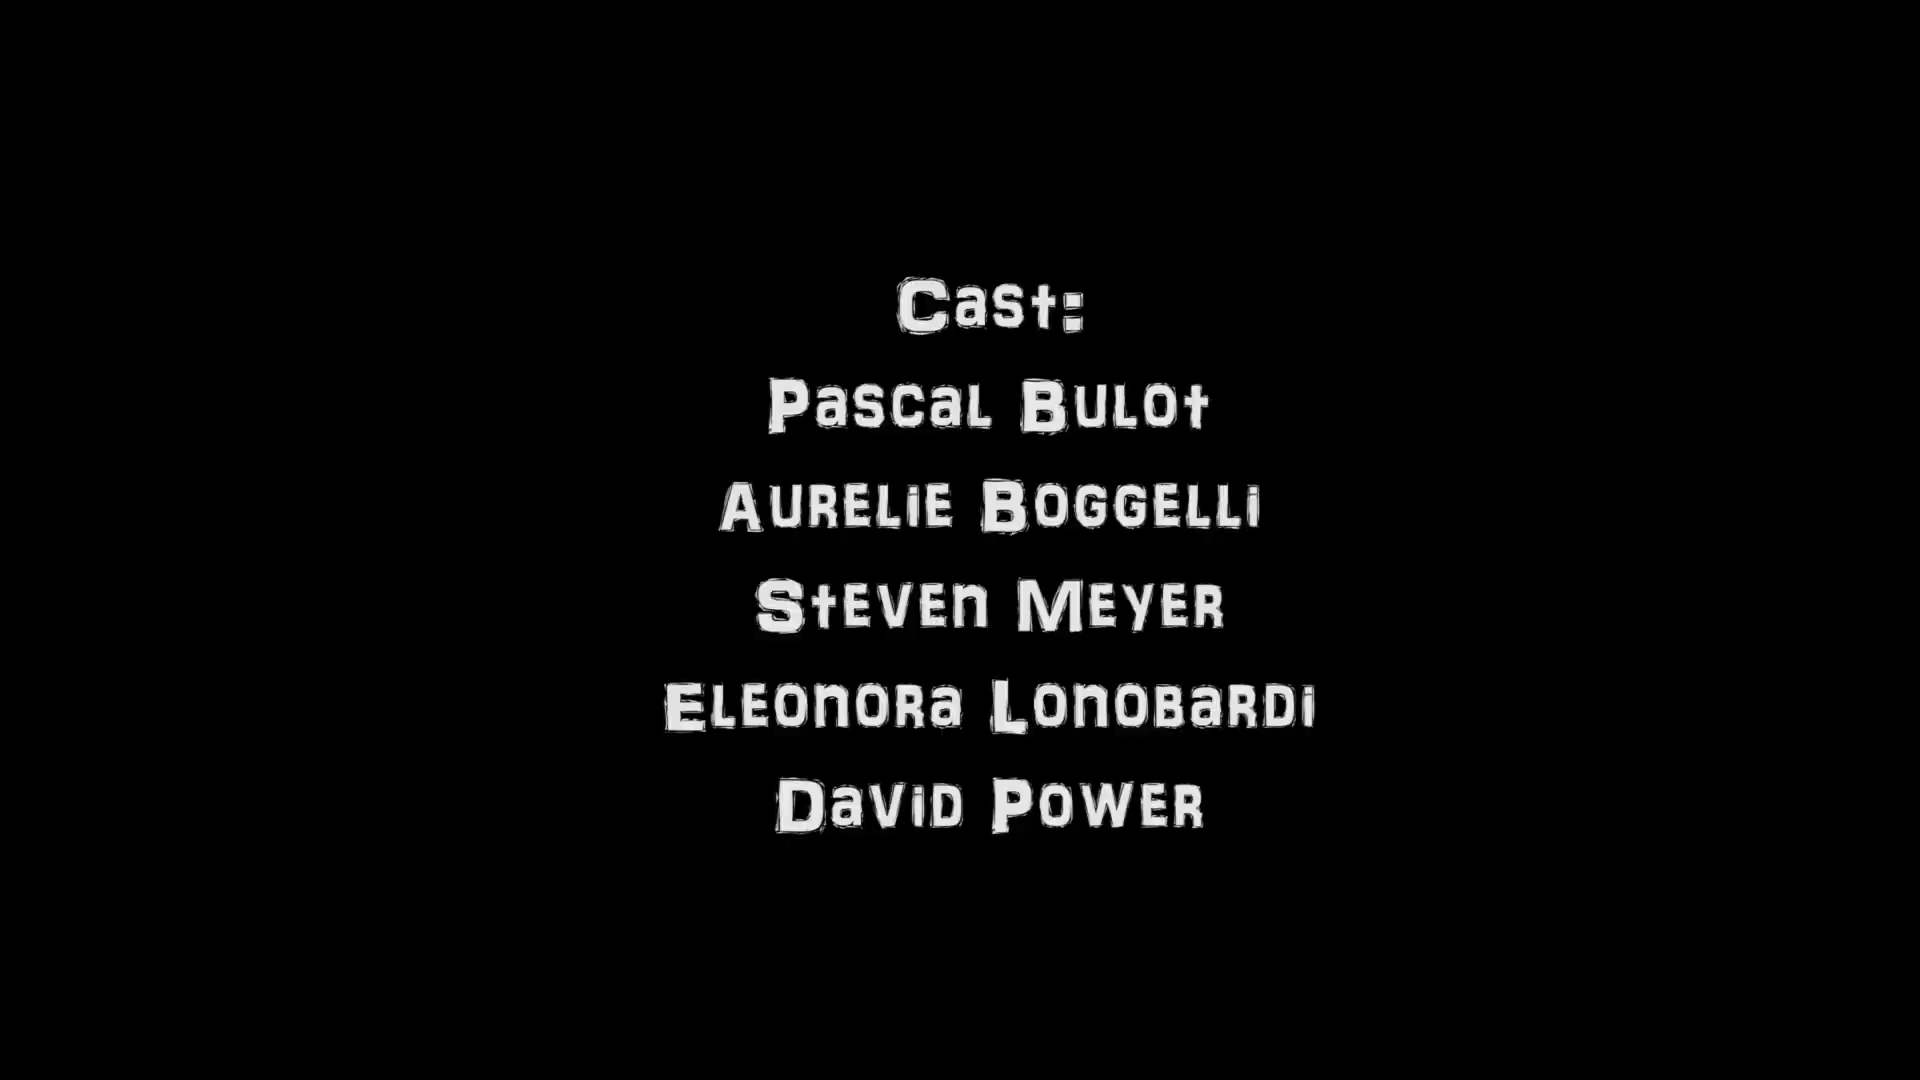 Cast:
Pascal Bulot
Aurelie Boggelli
Steven Meyer
Eleonora Lonobardi
David Power